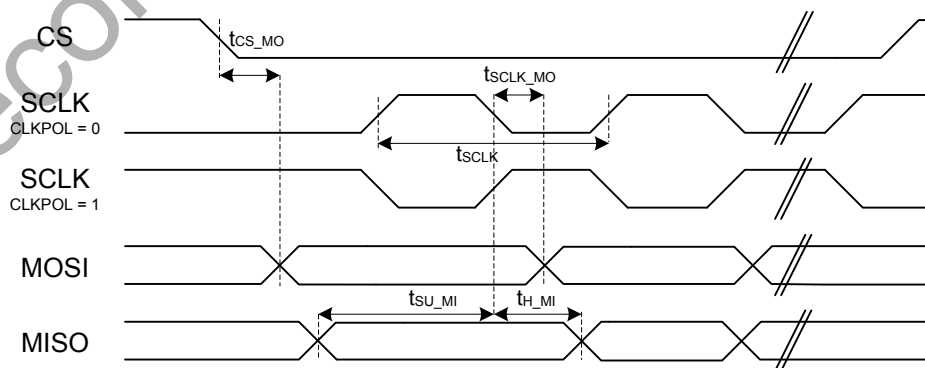 CS
tCS_MO
SCLK
CLKPOL = 0
tSCLK_MO
tSCLK
SCLK
CLKPOL = 1
MOSI
tSU_MI
tH_MI
MISO